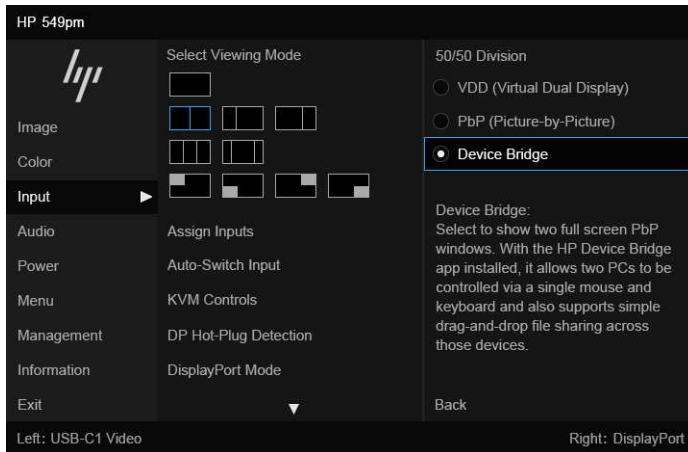 HP 549pm
hp
Image
Color
Input
Audio
Power
Menu
Management
Information
Exit
Select Viewing Mode
Assign Inputs
Auto-Switch Input
KVM Controls
DP Hot-Plug Detection
DisplayPort Mode
50/50 Division
VDD (Virtual Dual Display)
PbP (Picture-by-Picture)
Device Bridge
Device Bridge:
Select to show two full screen PbP
windows. With the HP Device Bridge
app installed, it allows two PCs to be
controlled via a single mouse and
keyboard and also supports simple
drag-and-drop file sharing across
those devices.
Back
Left: USB-C1 Video
Right: DisplayPort